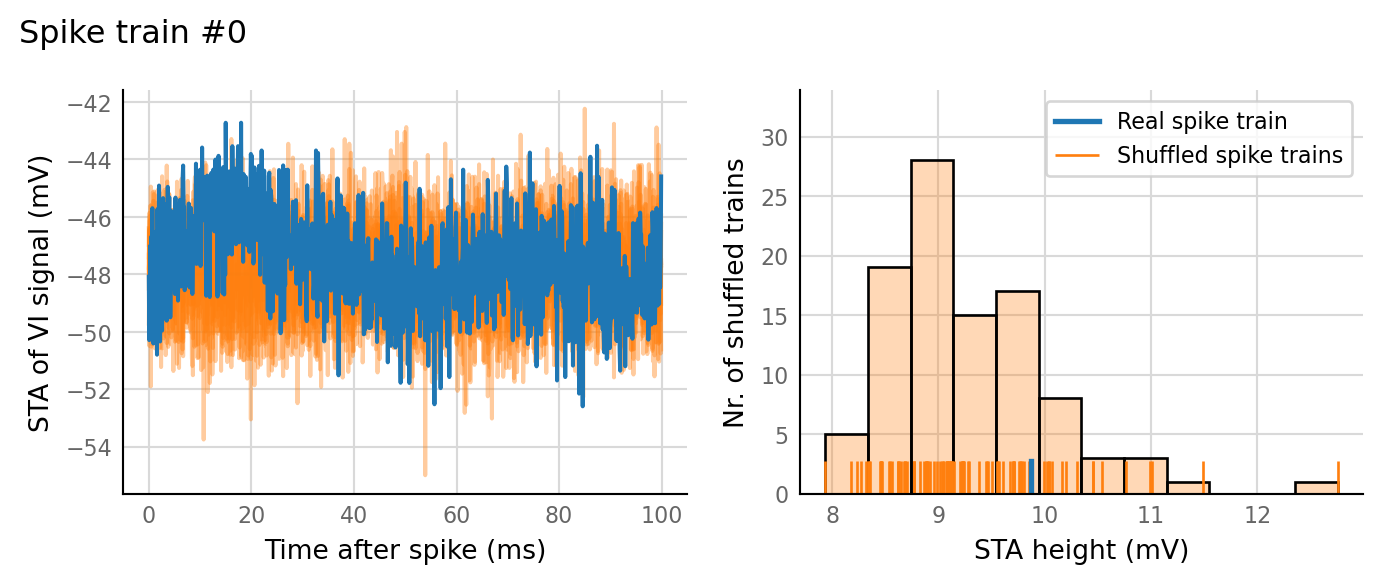 Spike train #0
STA of VI signal (mV)
−42
−44
−46
−48
−50
−52
−54
0 20 40 60 80 100
Time after spike (ms)
Nr. of shuffled trains
30
25
20
15
10
5
0
8 9 10 11 12
STA height (mV)
Real spike train
Shuffled spike trains